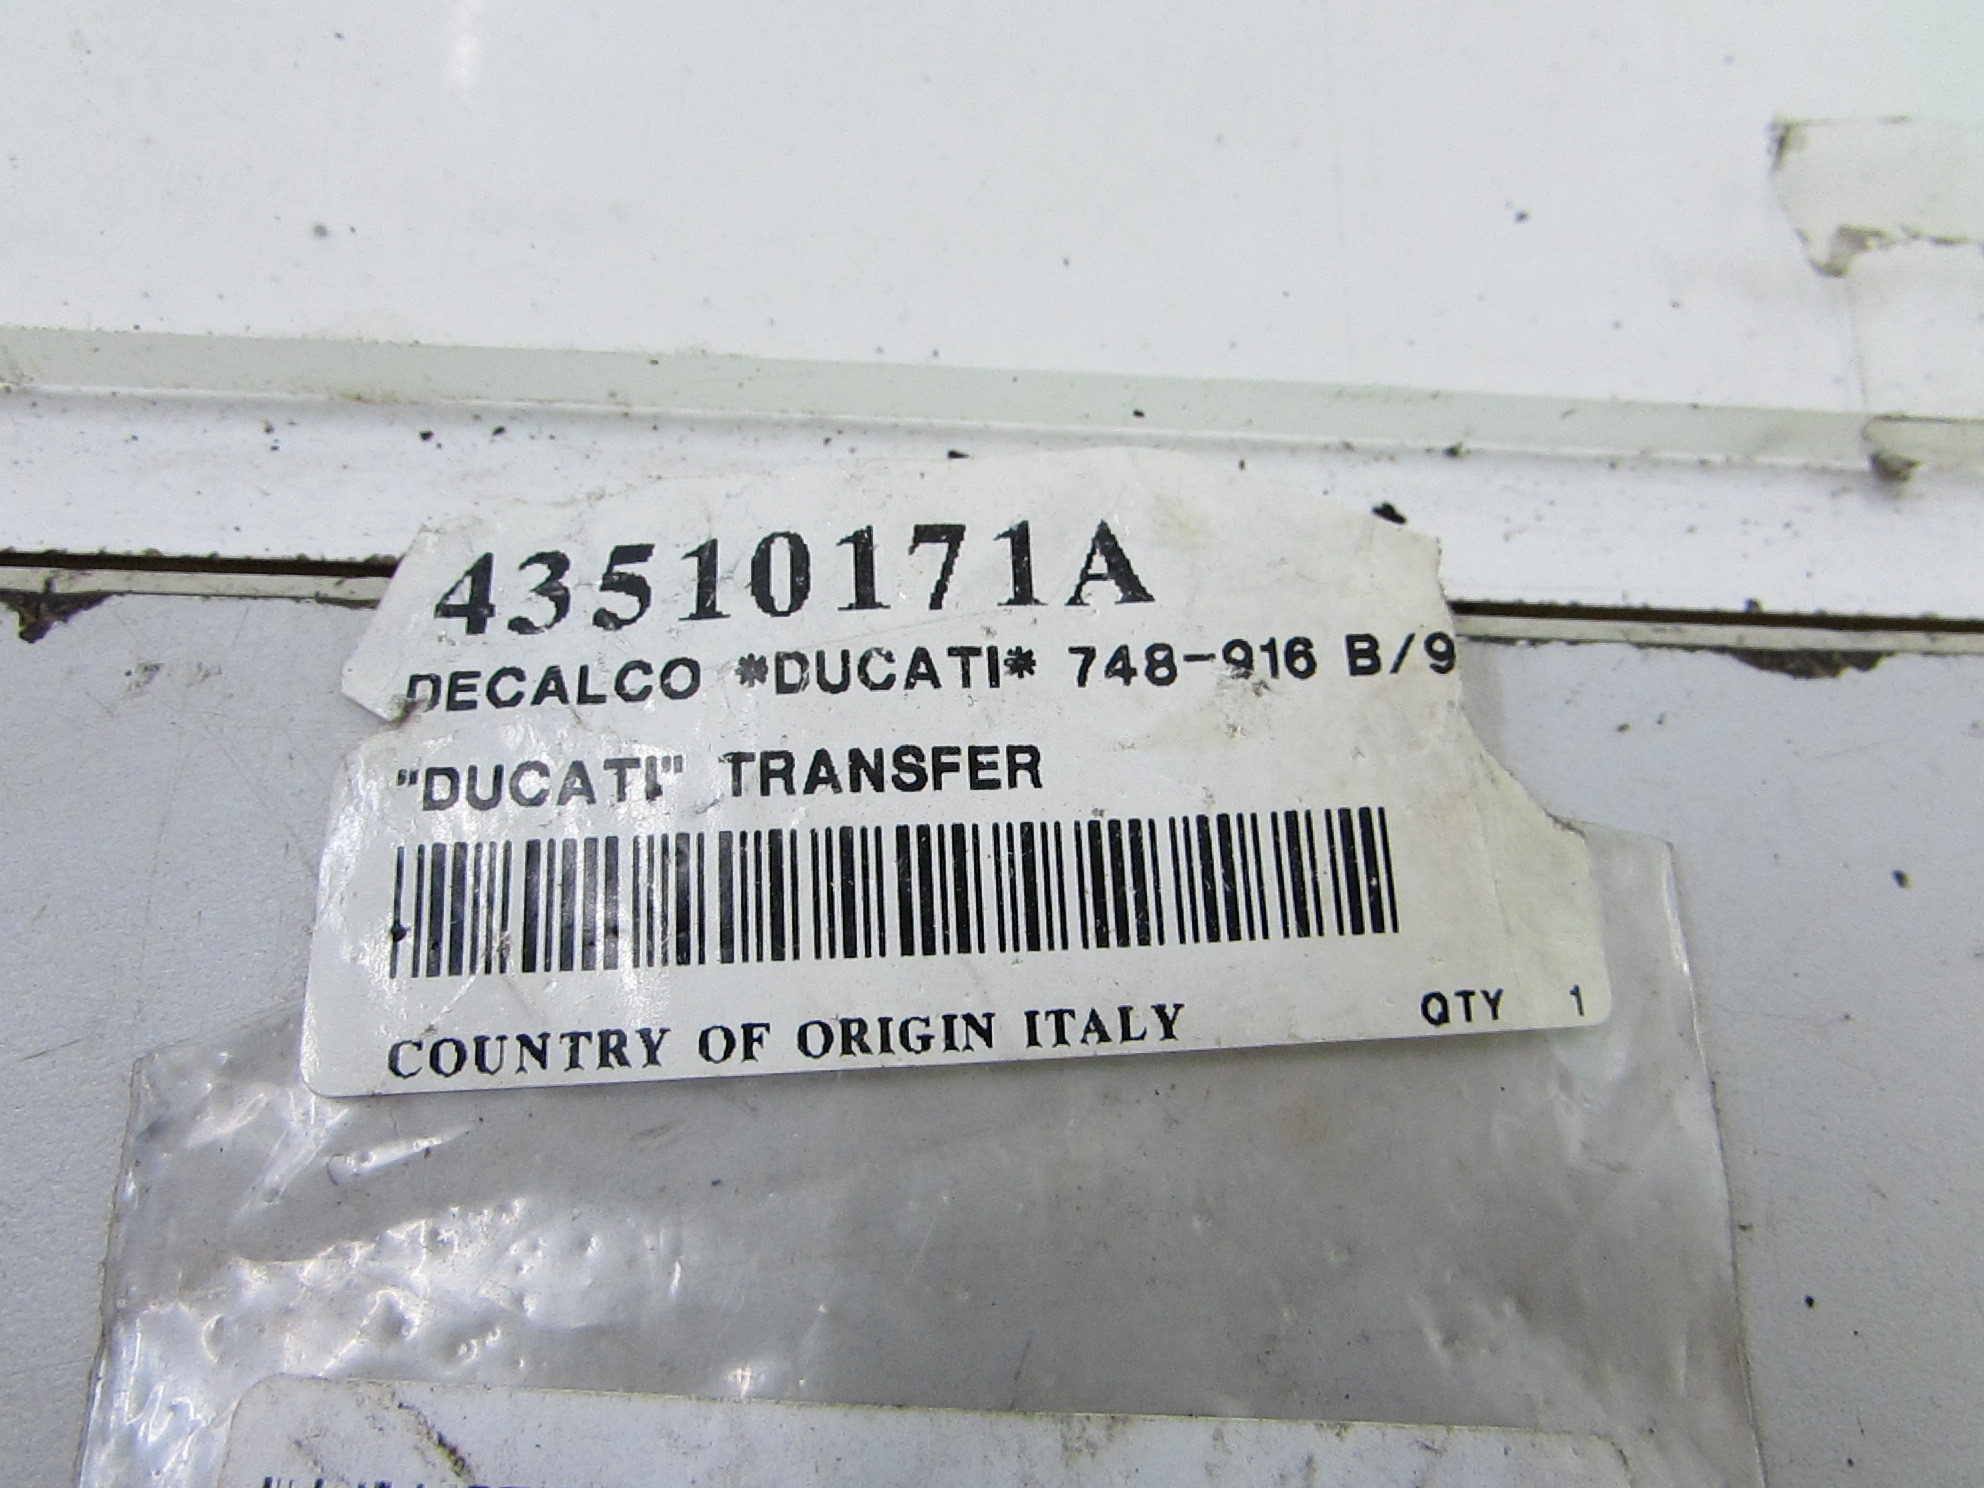 43510171A
DECALCO *DUCATI* 748-916 B/9
"DUCATI" TRANSFER
COUNTRY OF ORIGIN ITALY
QTY 1